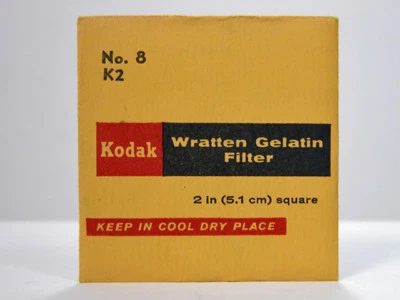 No. 8
K2
Kodak
Wratten Gelatin
Filter
2 in (5.1 cm) square
KEEP IN COOL DRY PLACE